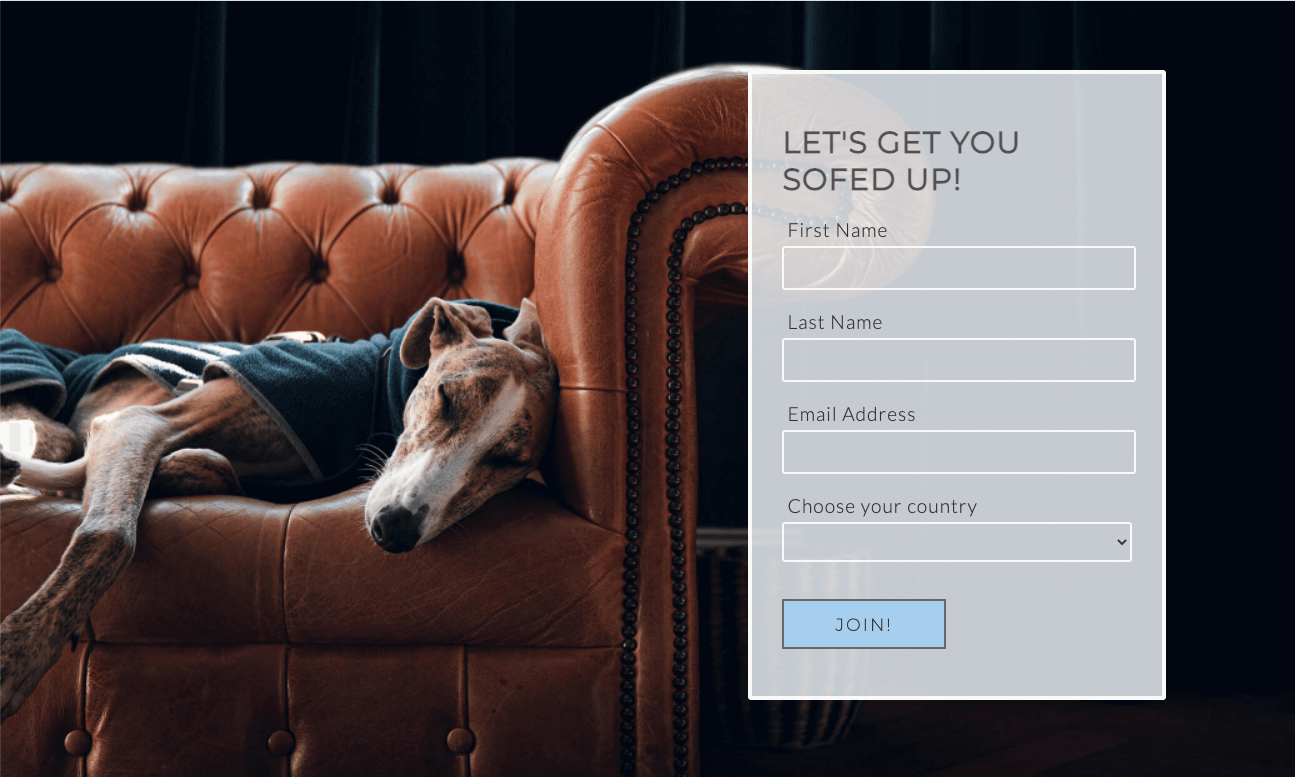 LET'S GET YOU
SOFED UP!
First Name
Last Name
Email Address
Choose your country
JOIN!